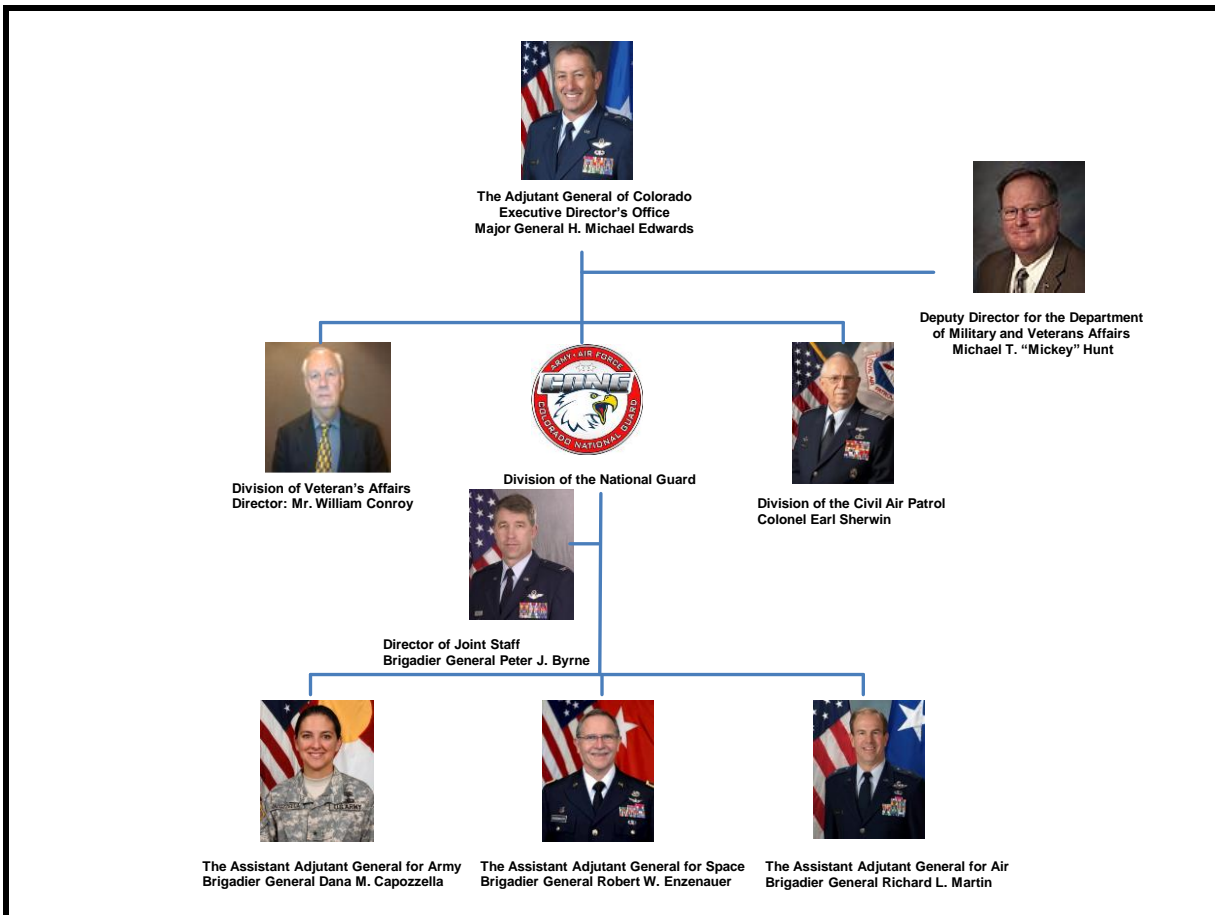 The Adjutant General of Colorado
Executive Director's Office
Major General H. Michael Edwards
Deputy Director for the Department
of Military and Veterans Affairs
Michael T. “Mickey” Hunt
ARMY • AIR FORCE
CONG
COLORADO NATIONAL GUARD
Division of Veteran's Affairs
Director: Mr. William Conroy
Division of the National Guard
Division of the Civil Air Patrol
Colonel Earl Sherwin
Director of Joint Staff
Brigadier General Peter J. Byrne
U.S. ARMY
The Assistant Adjutant General for Army
Brigadier General Dana M. Capozzella
The Assistant Adjutant General for Space
Brigadier General Robert W. Enzenauer
The Assistant Adjutant General for Air
Brigadier General Richard L. Martin